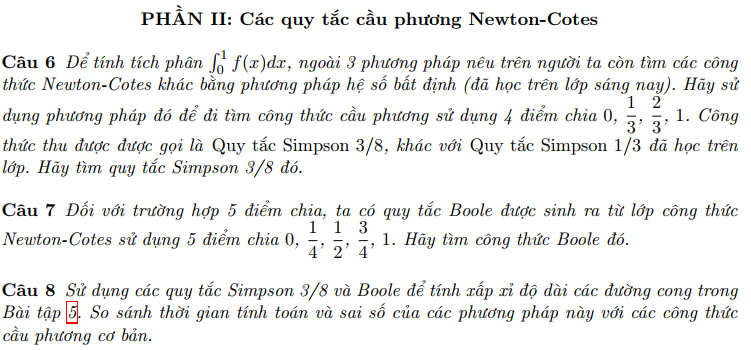 PHẦN II: Các quy tắc cầu phương Newton-Cotes
Câu 6 Để tính tích phân ∫₀¹ f(x)dx, ngoài 3 phương pháp nêu trên người ta còn tìm các công
thức Newton-Cotes khác bằng phương pháp hệ số bất định (đã học trên lớp sáng nay). Hãy sử
dụng phương pháp đó để đi tìm công thức cầu phương sử dụng 4 điểm chia 0, 1/3, 2/3, 1. Công
thức thu được được gọi là Quy tắc Simpson 3/8, khác với Quy tắc Simpson 1/3 đã học trên
lớp. Hãy tìm quy tắc Simpson 3/8 đó.
Câu 7 Đối với trường hợp 5 điểm chia, ta có quy tắc Boole được sinh ra từ lớp công thức
Newton-Cotes sử dụng 5 điểm chia 0, 1/4, 1/2, 3/4, 1. Hãy tìm công thức Boole đó.
Câu 8 Sử dụng các quy tắc Simpson 3/8 và Boole để tính xấp xỉ độ dài các đường cong trong
Bài tập 5. So sánh thời gian tính toán và sai số của các phương pháp này với các công thức
cầu phương cơ bản.